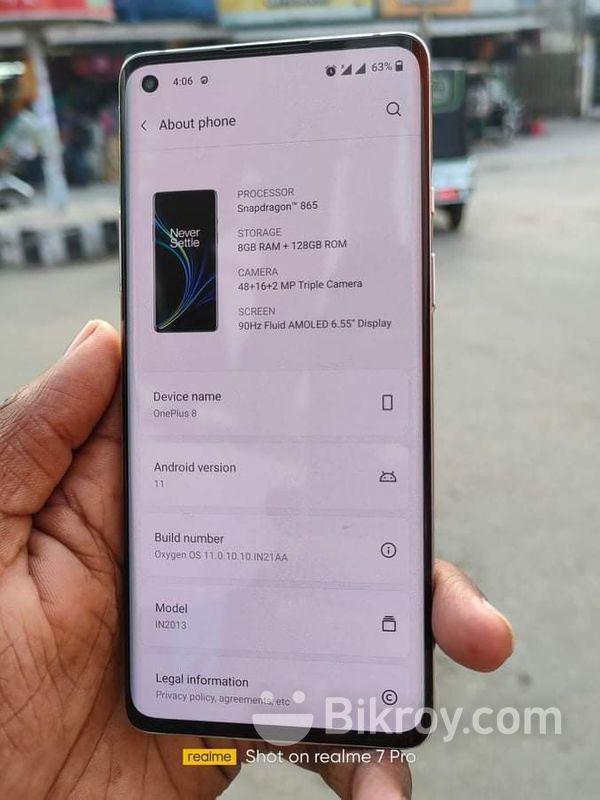 4:06
63%
About phone
Never
Settle
PROCESSOR
Snapdragon™ 865
STORAGE
8GB RAM + 128GB ROM
CAMERA
48+16+2 MP Triple Camera
SCREEN
90Hz Fluid AMOLED 6.55" Display
Device name
OnePlus 8
Android version
11
Build number
Oxygen OS 11.0.10.10.IN21AA
Model
IN2013
Legal information
Privacy policy, agreements, etc
Bikroy.com
realme Shot on realme 7 Pro